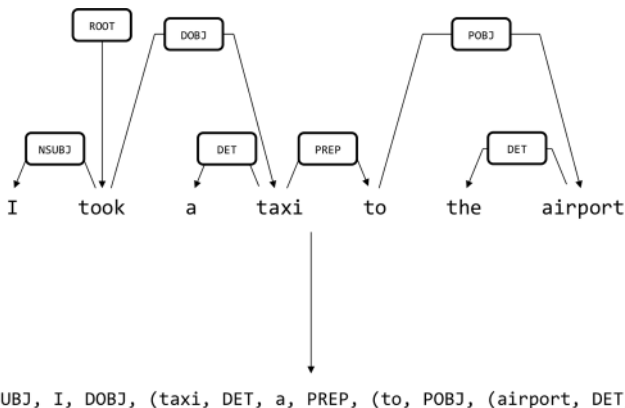 ROOT
DOBJ POBJ
NSUBJ DET PREP DET
I took a taxi to the airport
UBJ, I, DOBJ, (taxi, DET, a, PREP, (to, POBJ, (airport, DET